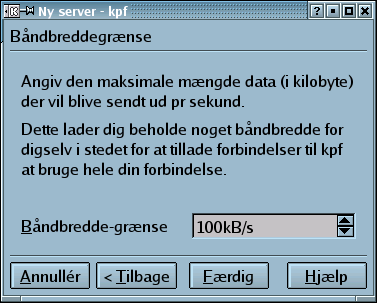 Ny server - kpf
Båndbreddegrænse
Angiv den maksimale mængde data (i kilobyte)
der vil blive sendt ud pr sekund.
Dette lader dig beholde noget båndbredde for
digselv i stedet for at tillade forbindelser til kpf
at bruge hele din forbindelse.
Båndbredde-grænse 100kB/s
Annullér < Tilbage Færdig Hjælp